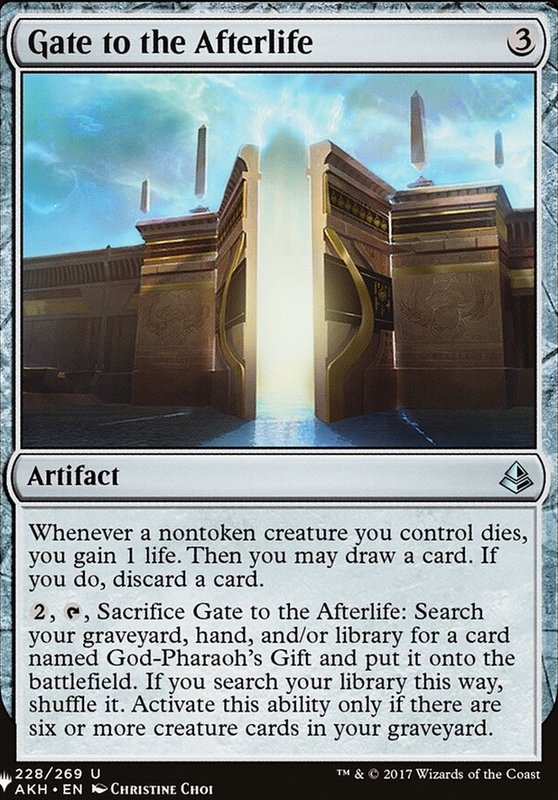 Gate to the Afterlife 3
Artifact
Whenever a nontoken creature you control dies,
you gain 1 life. Then you may draw a card. If
you do, discard a card.
2, , Sacrifice Gate to the Afterlife: Search
your graveyard, hand, and/or library for a card
named God-Pharaoh's Gift and put it onto the
battlefield. If you search your library this way,
shuffle it. Activate this ability only if there are
six or more creature cards in your graveyard.
228/269 U
AKH • EN Christine Choi
™ & © 2017 Wizards of the Coast